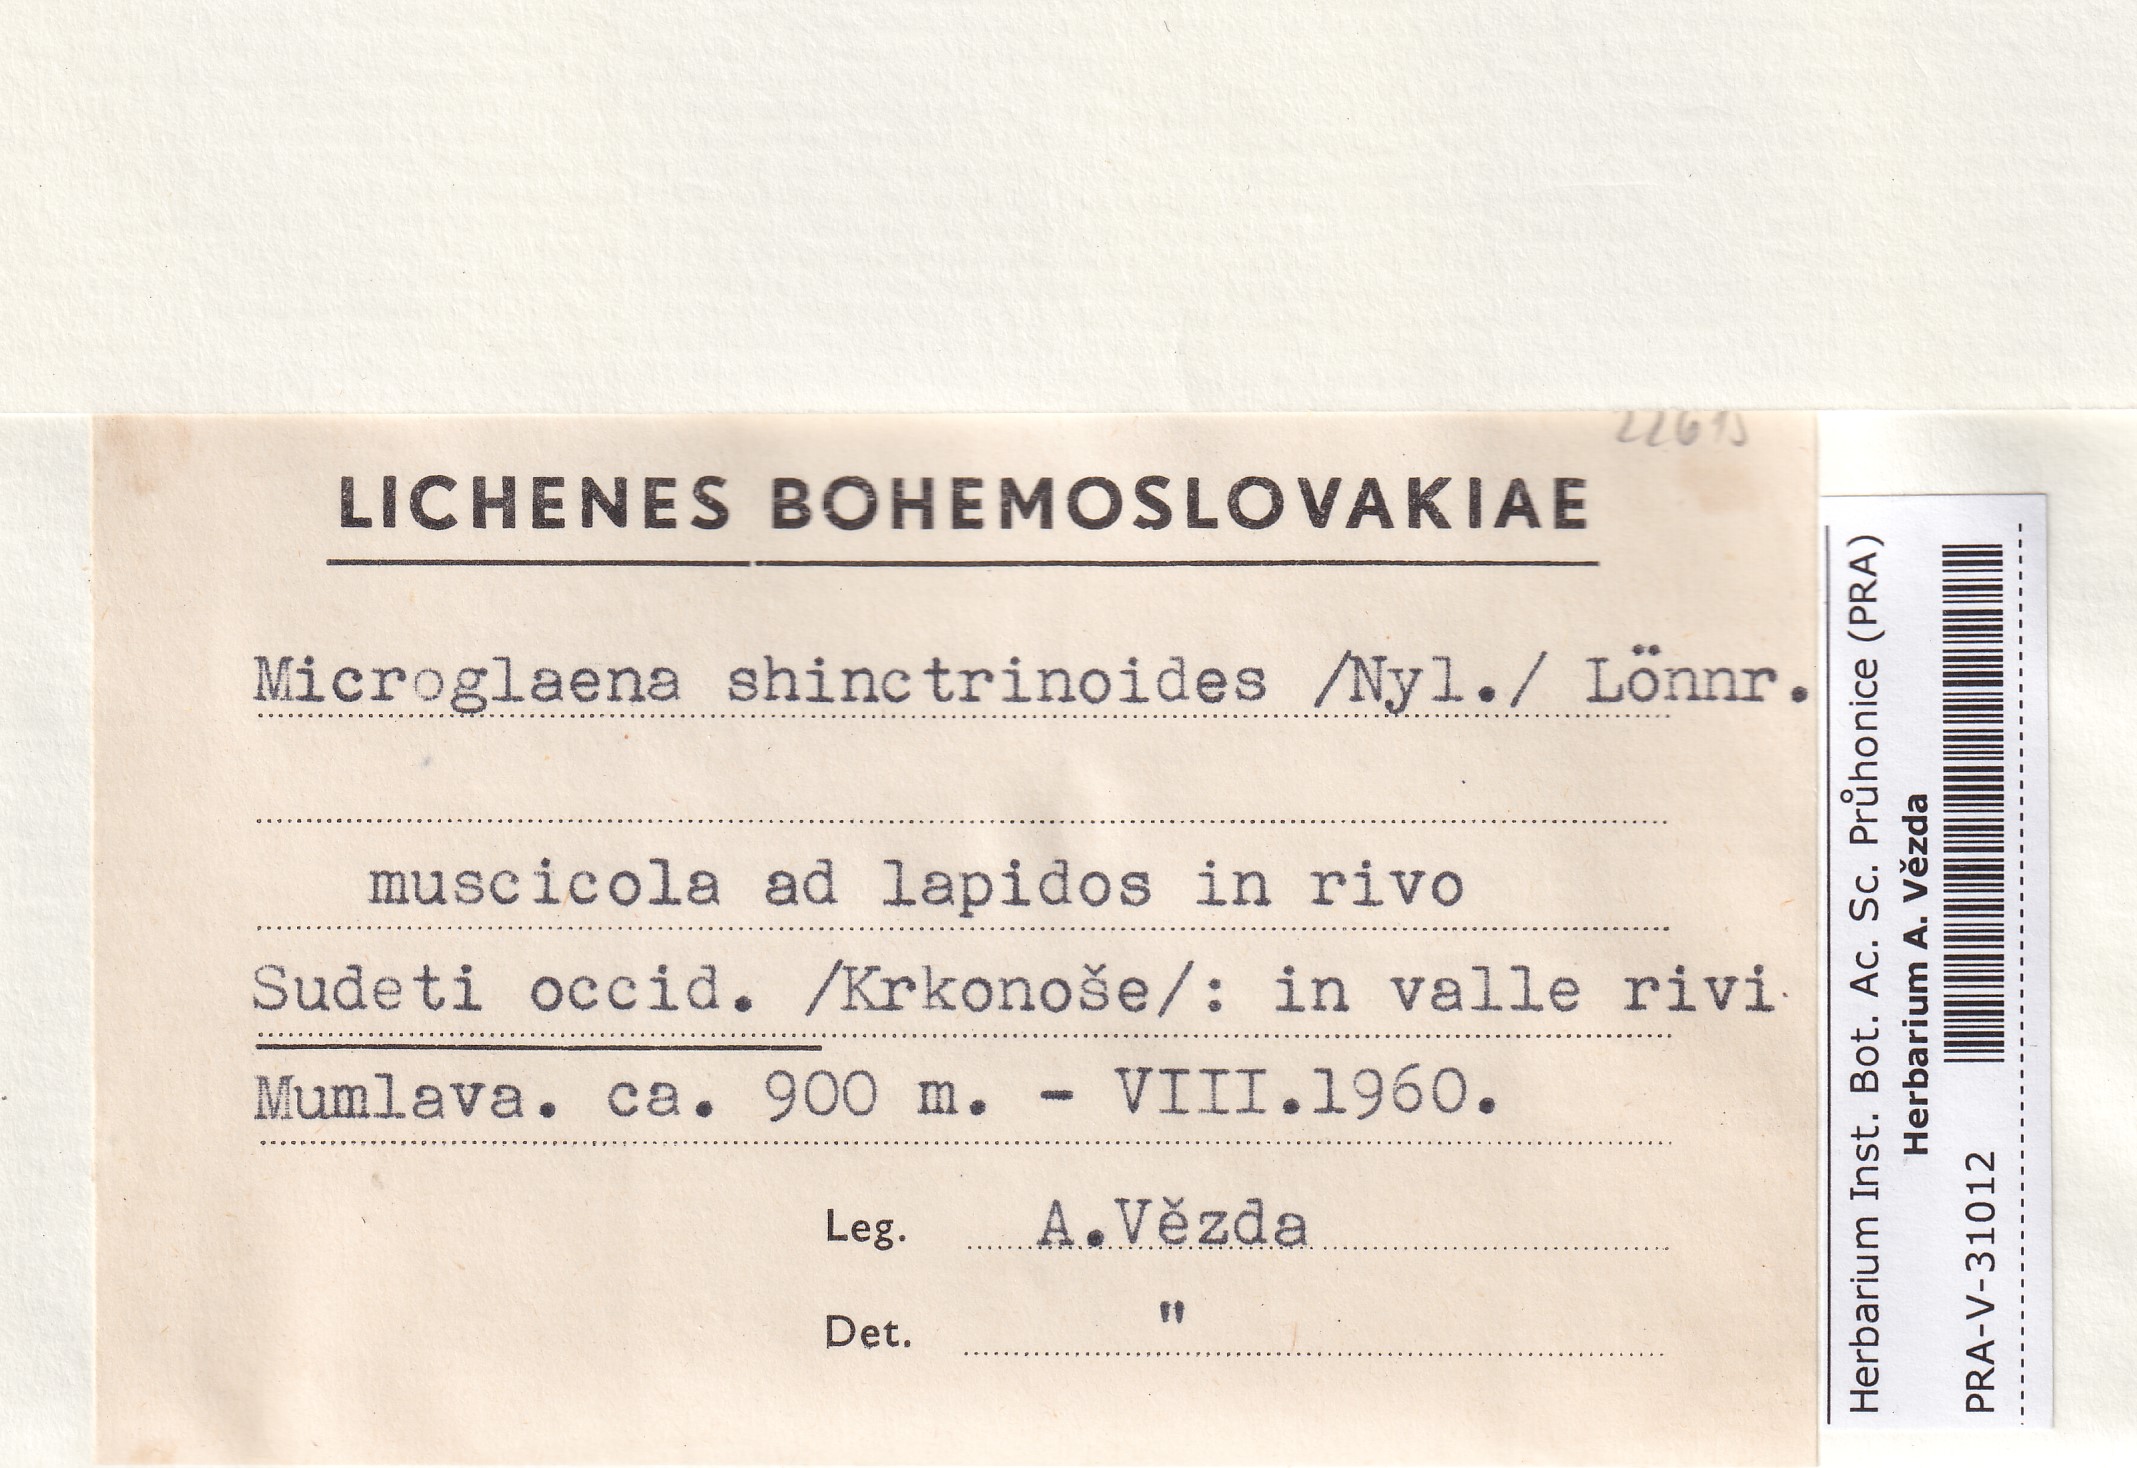 LICHENES BOHEMOSLOVAKIAE
Microglaena shinctrinoides /Nyl./ Lönnr.
muscicola ad lapidos in rivo
Sudeti occid. /Krkonoše/: in valle rivi
Mumlava. ca. 900 m. - VIII.1960.
Leg. A.Vězda
Det. "
Herbarium Inst. Bot. Ac. Sc. Průhonice (PRA)
Herbarium A. Vězda
PRA-V-31012